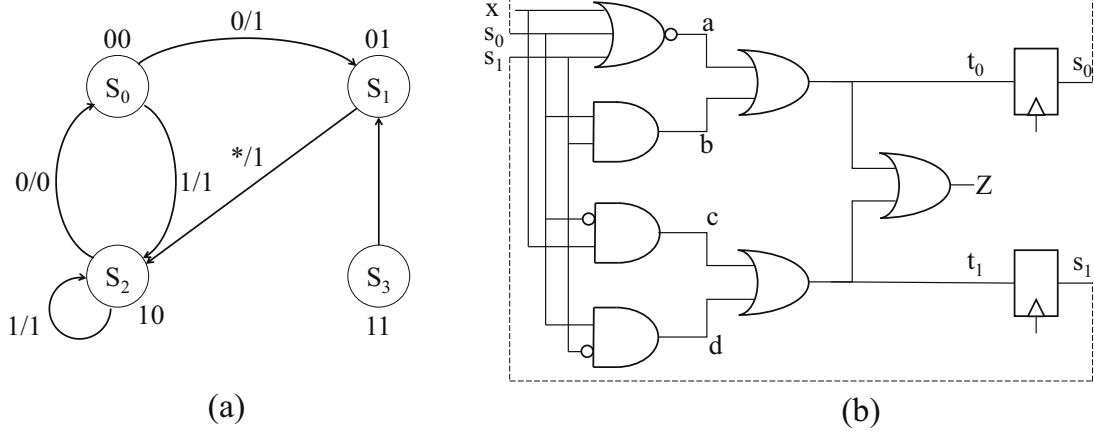 00
0/1
01
S₀
S₁
*/1
0/0
1/1
S₂
S₃
1/1
10
11
(a)
x
s₀
s₁
a
b
c
d
t₀
s₀
Z
t₁
s₁
(b)